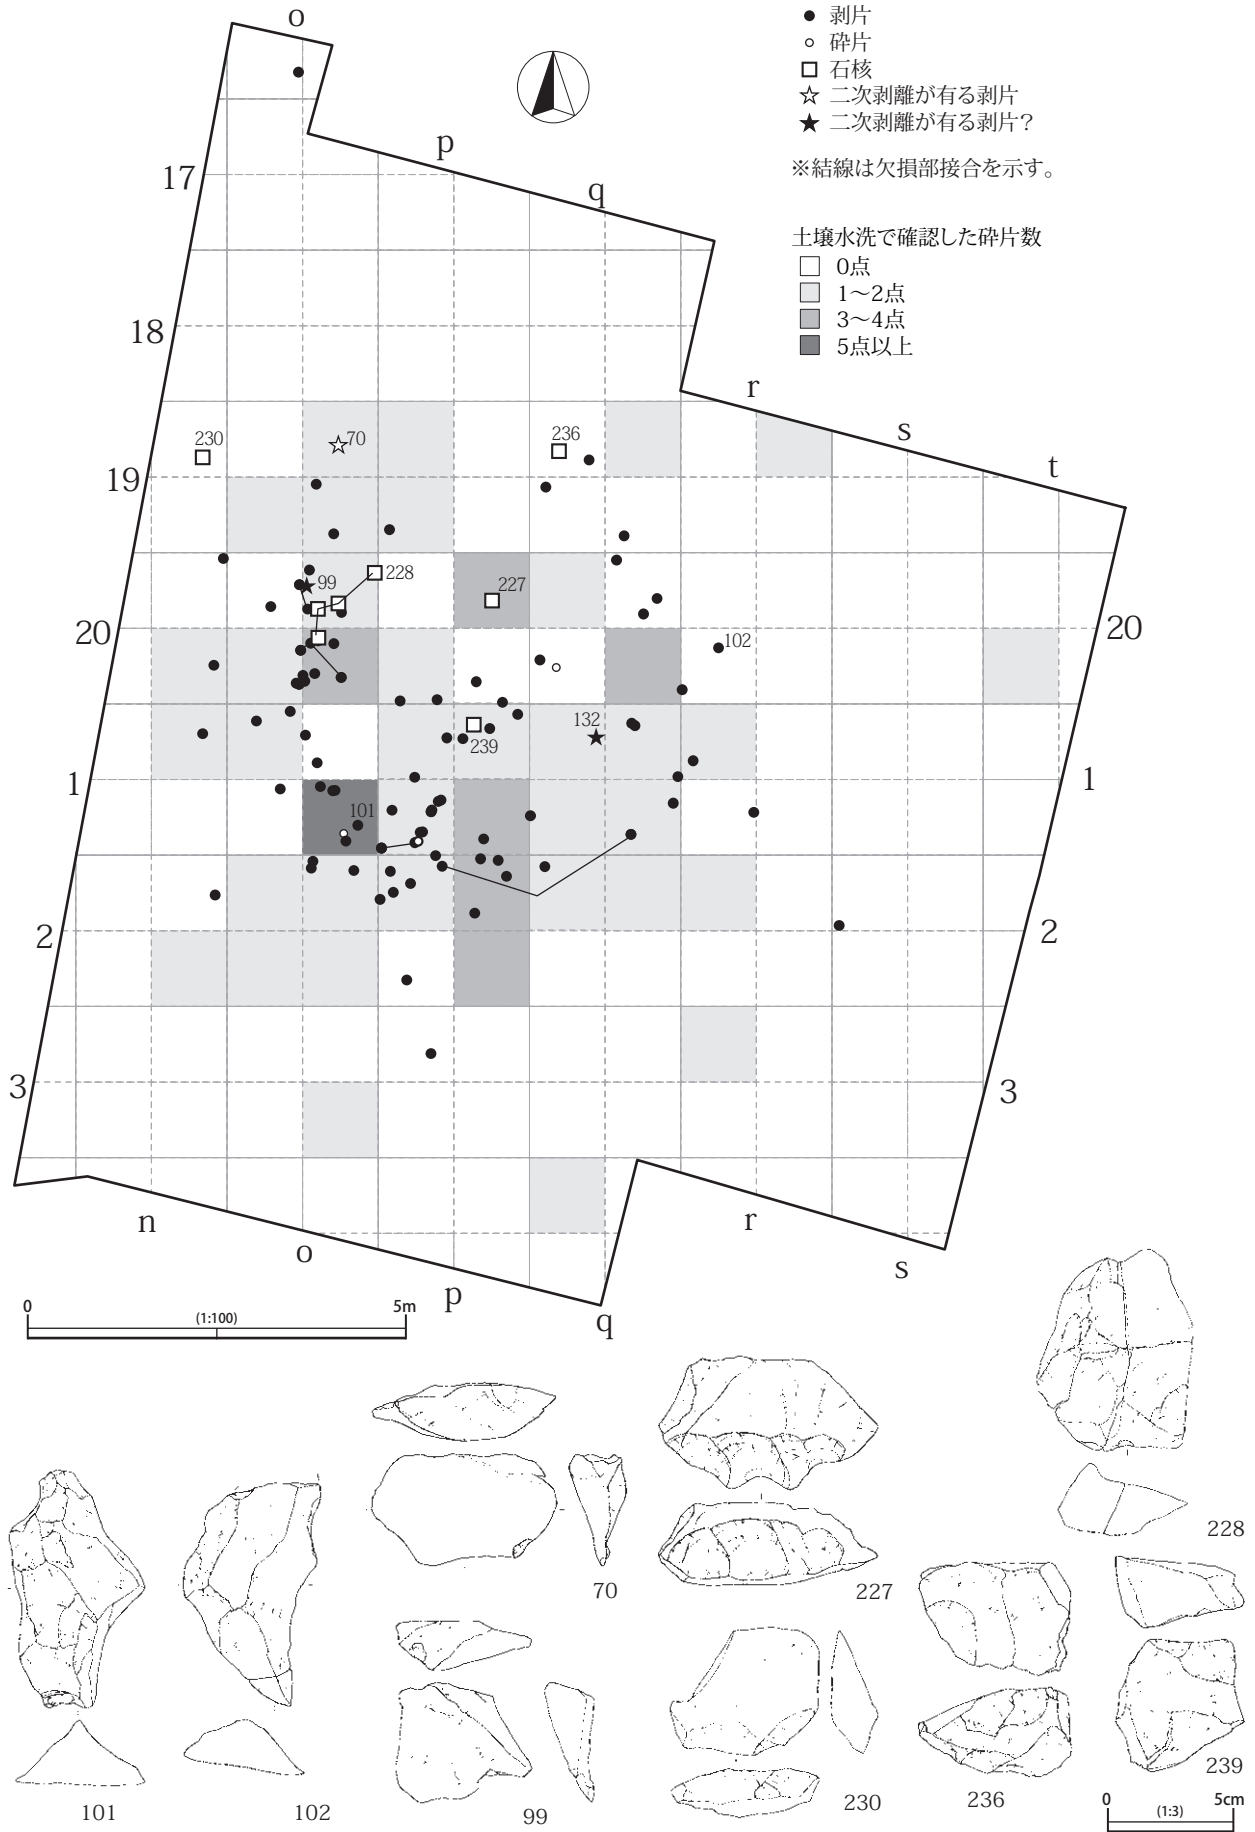 o
p
q
● 剥片
○ 砕片
□ 石核
☆ 二次剥離が有る剥片
★ 二次剥離が有る剥片?
※結線は欠損部接合を示す。
土壌水洗で確認した砕片数
0点
1〜2点
3〜4点
5点以上
17
18
r
s
t
230
70
236
19
99
228
227
20
102
20
132
239
1
101
1
2
2
3
3
n
o
p
q
r
s
0 (1:100) 5m
101
102
70
99
227
230
228
236
239
0 (1:3) 5cm